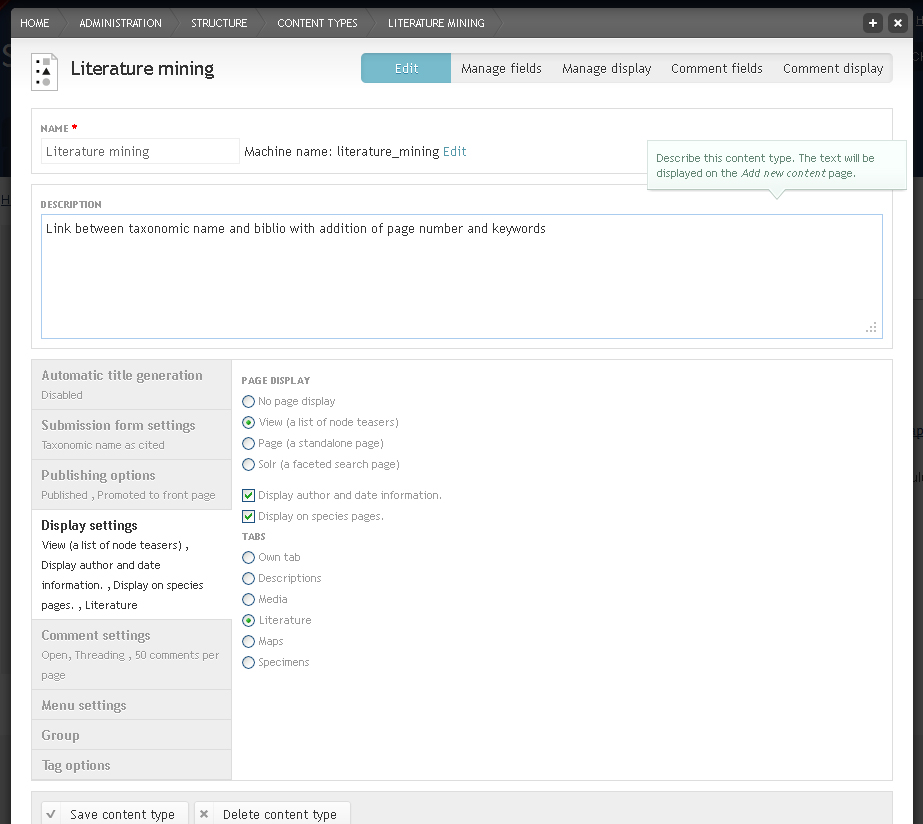 HOME ADMINISTRATION STRUCTURE CONTENT TYPES LITERATURE MINING
Literature mining
Edit Manage fields Manage display Comment fields Comment display
NAME *
Literature mining Machine name: literature_mining Edit
Describe this content type. The text will be
displayed on the Add new content page.
DESCRIPTION
Link between taxonomic name and biblio with addition of page number and keywords
Automatic title generation
Disabled
Submission form settings
Taxonomic name as cited
Publishing options
Published , Promoted to front page
Display settings
View (a list of node teasers) ,
Display author and date
information. , Display on species
pages. , Literature
Comment settings
Open, Threading , 50 comments per
page
Menu settings
Group
Tag options
PAGE DISPLAY
No page display
View (a list of node teasers)
Page (a standalone page)
Solr (a faceted search page)
Display author and date information.
Display on species pages.
TABS
Own tab
Descriptions
Media
Literature
Maps
Specimens
Save content type Delete content type